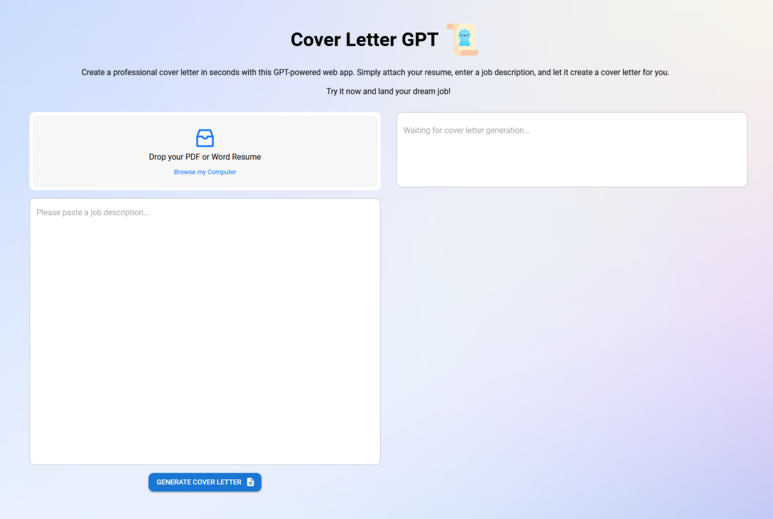 Cover Letter GPT
Create a professional cover letter in seconds with this GPT-powered web app. Simply attach your resume, enter a job description, and let it create a cover letter for you.
Try it now and land your dream job!
Drop your PDF or Word Resume
Browse my Computer
Waiting for cover letter generation...
Please paste a job description...
GENERATE COVER LETTER